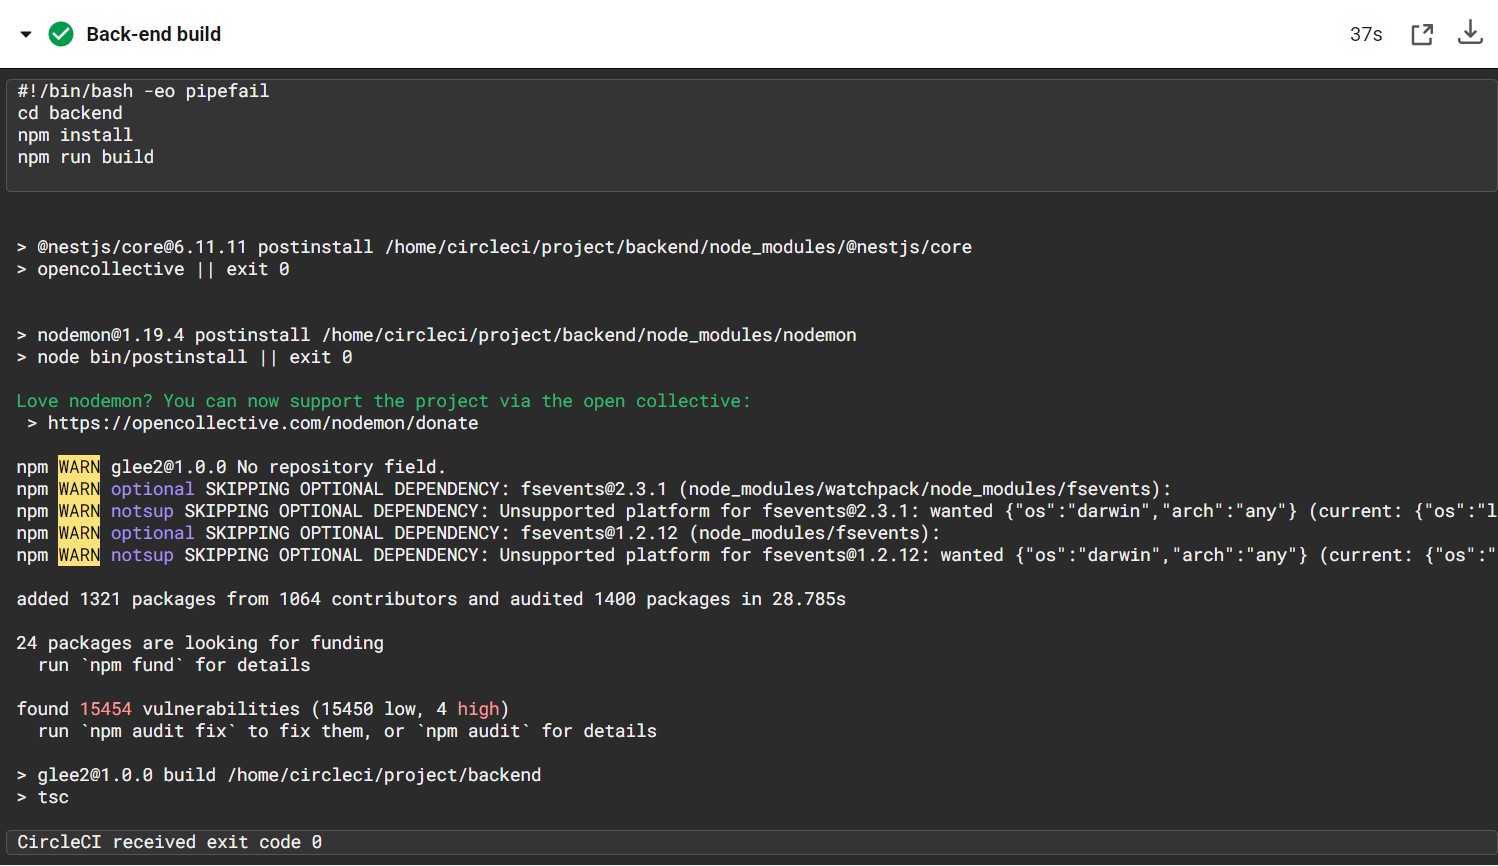 Back-end build
37s
#!/bin/bash -eo pipefail
cd backend
npm install
npm run build
> @nestjs/core@6.11.11 postinstall /home/circleci/project/backend/node_modules/@nestjs/core
> opencollective || exit 0
> nodemon@1.19.4 postinstall /home/circleci/project/backend/node_modules/nodemon
> node bin/postinstall || exit 0
Love nodemon? You can now support the project via the open collective:
 > https://opencollective.com/nodemon/donate
npm WARN glee2@1.0.0 No repository field.
npm WARN optional SKIPPING OPTIONAL DEPENDENCY: fsevents@2.3.1 (node_modules/watchpack/node_modules/fsevents):
npm WARN notsup SKIPPING OPTIONAL DEPENDENCY: Unsupported platform for fsevents@2.3.1: wanted {"os":"darwin","arch":"any"} (current: {"os":"l
npm WARN optional SKIPPING OPTIONAL DEPENDENCY: fsevents@1.2.12 (node_modules/fsevents):
npm WARN notsup SKIPPING OPTIONAL DEPENDENCY: Unsupported platform for fsevents@1.2.12: wanted {"os":"darwin","arch":"any"} (current: {"os":"
added 1321 packages from 1064 contributors and audited 1400 packages in 28.785s
24 packages are looking for funding
  run `npm fund` for details
found 15454 vulnerabilities (15450 low, 4 high)
  run `npm audit fix` to fix them, or `npm audit` for details
> glee2@1.0.0 build /home/circleci/project/backend
> tsc
CircleCI received exit code 0